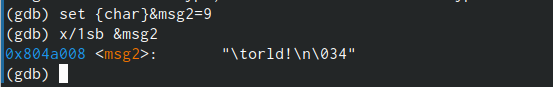 (gdb) set {char}&msg2=9
(gdb) x/1sb &msg2
0x804a008 <msg2>: "\torld!\n\034"
(gdb)